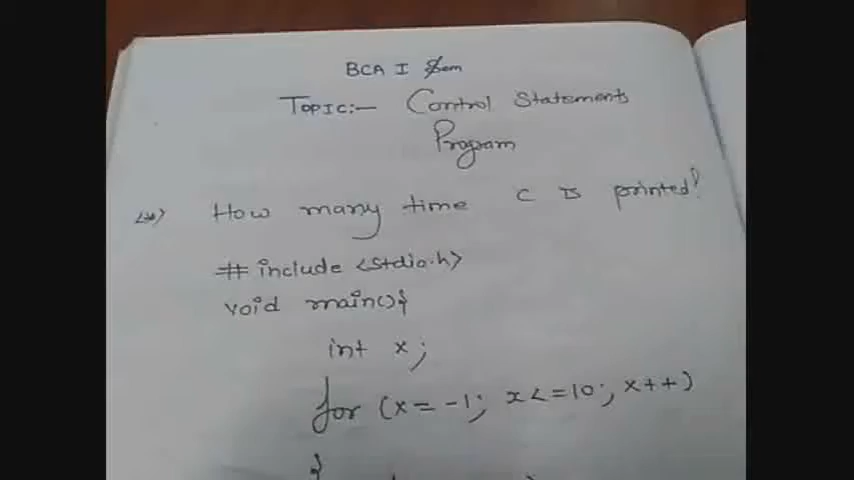 BCA I Sem
TOPIC:- Control Statements
Program
How many time C is printed?
# include <stdio.h>
void main(){
int x;
for (x = -1; x <= 10; x++)
{